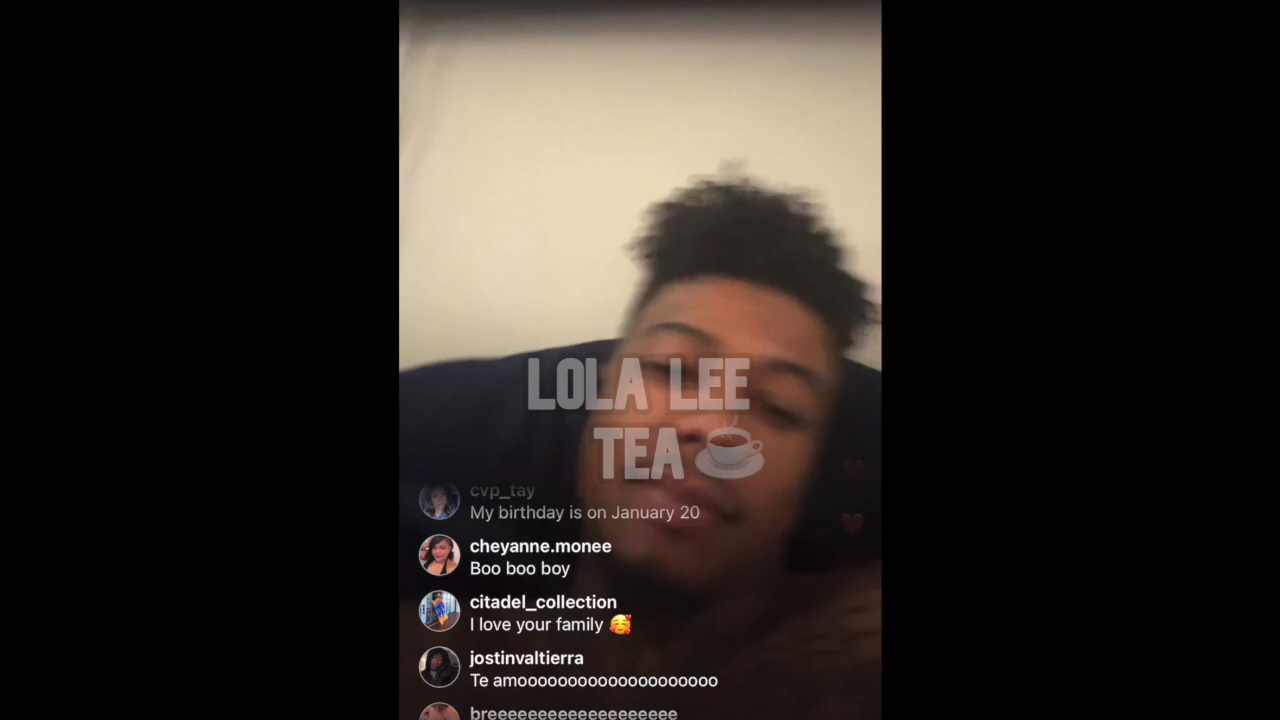 LOLA LEE
TEA
cvp_tay
My birthday is on January 20
cheyanne.monee
Boo boo boy
citadel_collection
I love your family 🥰
jostinvaltierra
Te amoooooooooooooooooooo
breeeeeeeeeeeeeeeeeee